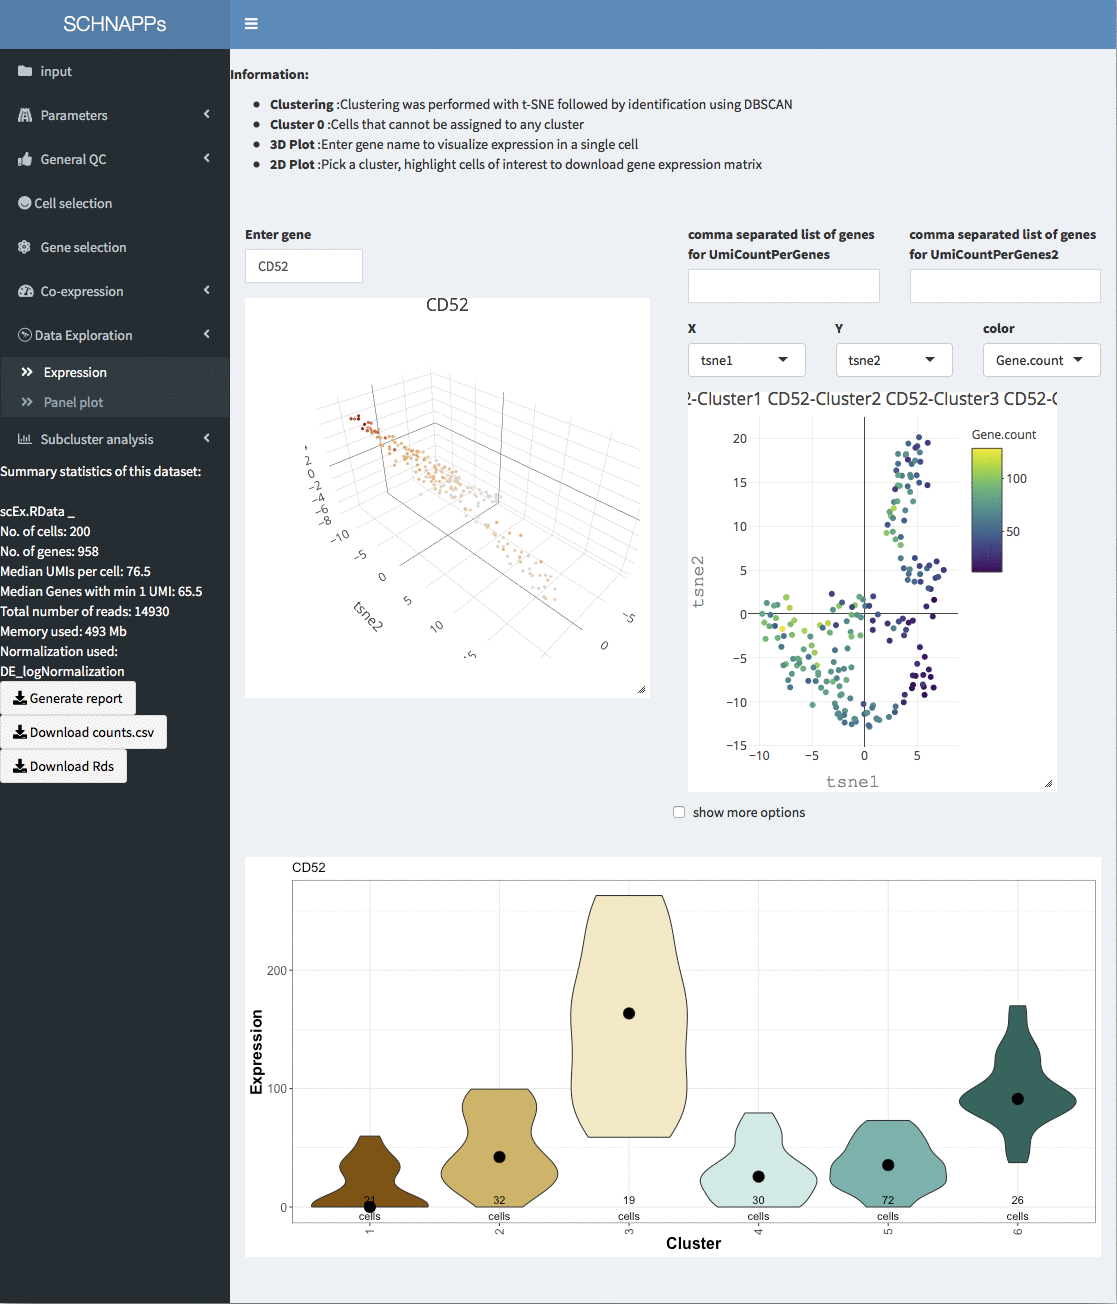 SCHNAPPs
input
Parameters
General QC
Cell selection
Gene selection
Co-expression
Data Exploration
Expression
Panel plot
Subcluster analysis
Summary statistics of this dataset:
scEx.RData _
No. of cells: 200
No. of genes: 958
Median UMIs per cell: 76.5
Median Genes with min 1 UMI: 65.5
Total number of reads: 14930
Memory used: 493 Mb
Normalization used:
DE_logNormalization
Generate report
Download counts.csv
Download Rds
Information:
Clustering :Clustering was performed with t-SNE followed by identification using DBSCAN
Cluster 0 :Cells that cannot be assigned to any cluster
3D Plot :Enter gene name to visualize expression in a single cell
2D Plot :Pick a cluster, highlight cells of interest to download gene expression matrix
Enter gene
CD52
CD52
2
0
−2
−4
−6
−8
−10
−5
0
5
10
15
tsne2
−5
0
comma separated list of genes
for UmiCountPerGenes
comma separated list of genes
for UmiCountPerGenes2
X
Y
color
tsne1
tsne2
Gene.count
2-Cluster1 CD52-Cluster2 CD52-Cluster3 CD52-C
Gene.count
100
50
20
15
10
5
0
−5
−10
−15
tsne2
−10 −5 0 5
tsne1
show more options
CD52
Expression
200
100
0
21 32 19 30 72 26
cells cells cells cells cells cells
1 2 3 4 5 6
Cluster